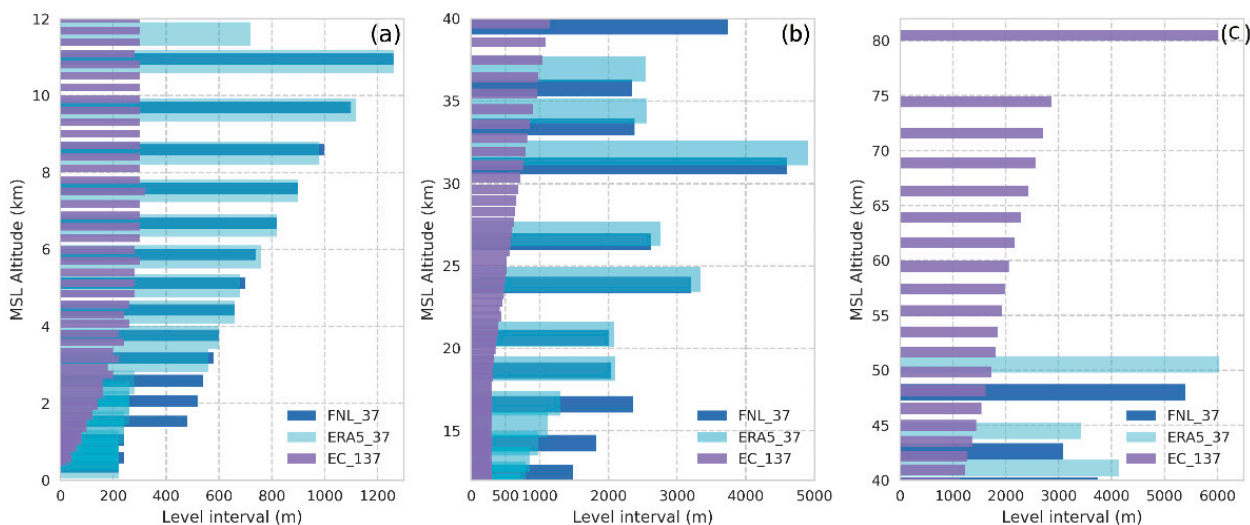 (a)
12
10
8
6
4
2
0
MSL Altitude (km)
FNL_37
ERA5_37
EC_137
0 200 400 600 800 1000 1200
Level interval (m)
(b)
40
35
30
25
20
15
MSL Altitude (km)
FNL_37
ERA5_37
EC_137
0 500 1000 2000 3000 4000 5000
Level interval (m)
(c)
80
75
70
65
60
55
50
45
40
MSL Altitude (km)
FNL_37
ERA5_37
EC_137
0 1000 2000 3000 4000 5000 6000
Level interval (m)